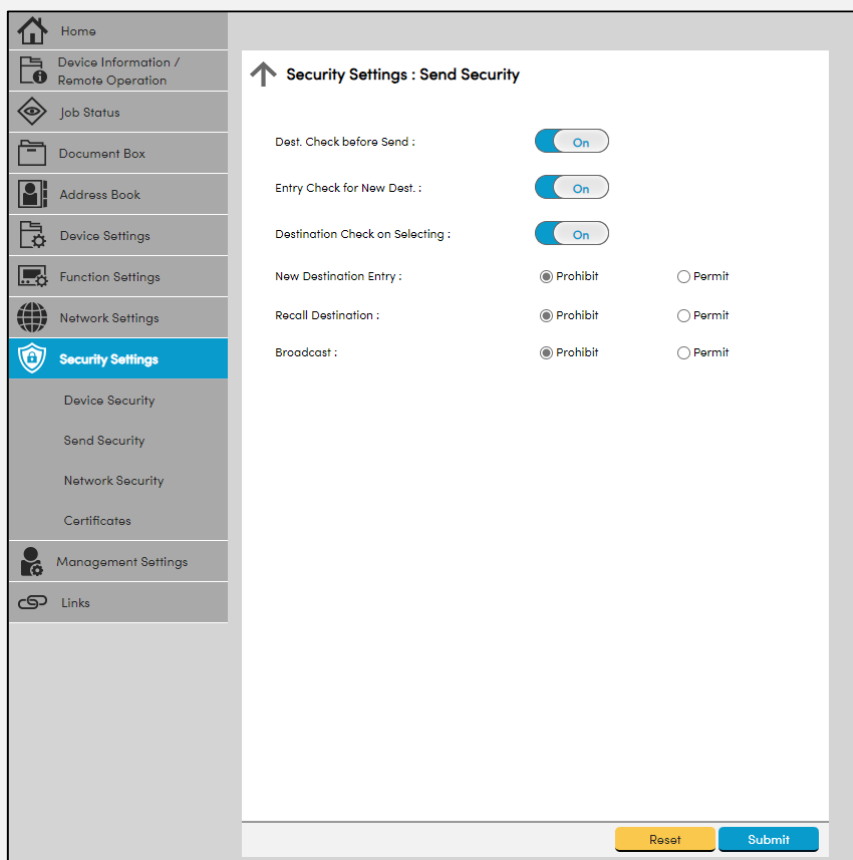 Home
Device Information /
Remote Operation
Job Status
Document Box
Address Book
Device Settings
Function Settings
Network Settings
Security Settings
Device Security
Send Security
Network Security
Certificates
Management Settings
Links
Security Settings : Send Security
Dest. Check before Send : On
Entry Check for New Dest. : On
Destination Check on Selecting : On
New Destination Entry : Prohibit Permit
Recall Destination : Prohibit Permit
Broadcast : Prohibit Permit
Reset Submit